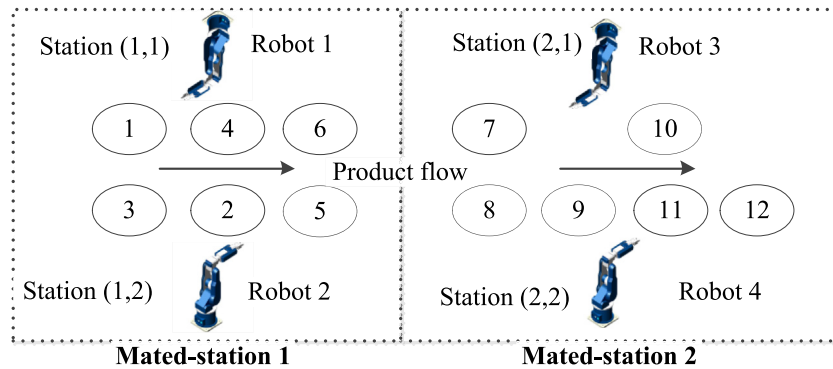 Station (1,1) Robot 1
Station (2,1) Robot 3
1 4 6
7 10
Product flow
3 2 5
8 9 11 12
Station (1,2) Robot 2
Station (2,2) Robot 4
Mated-station 1
Mated-station 2